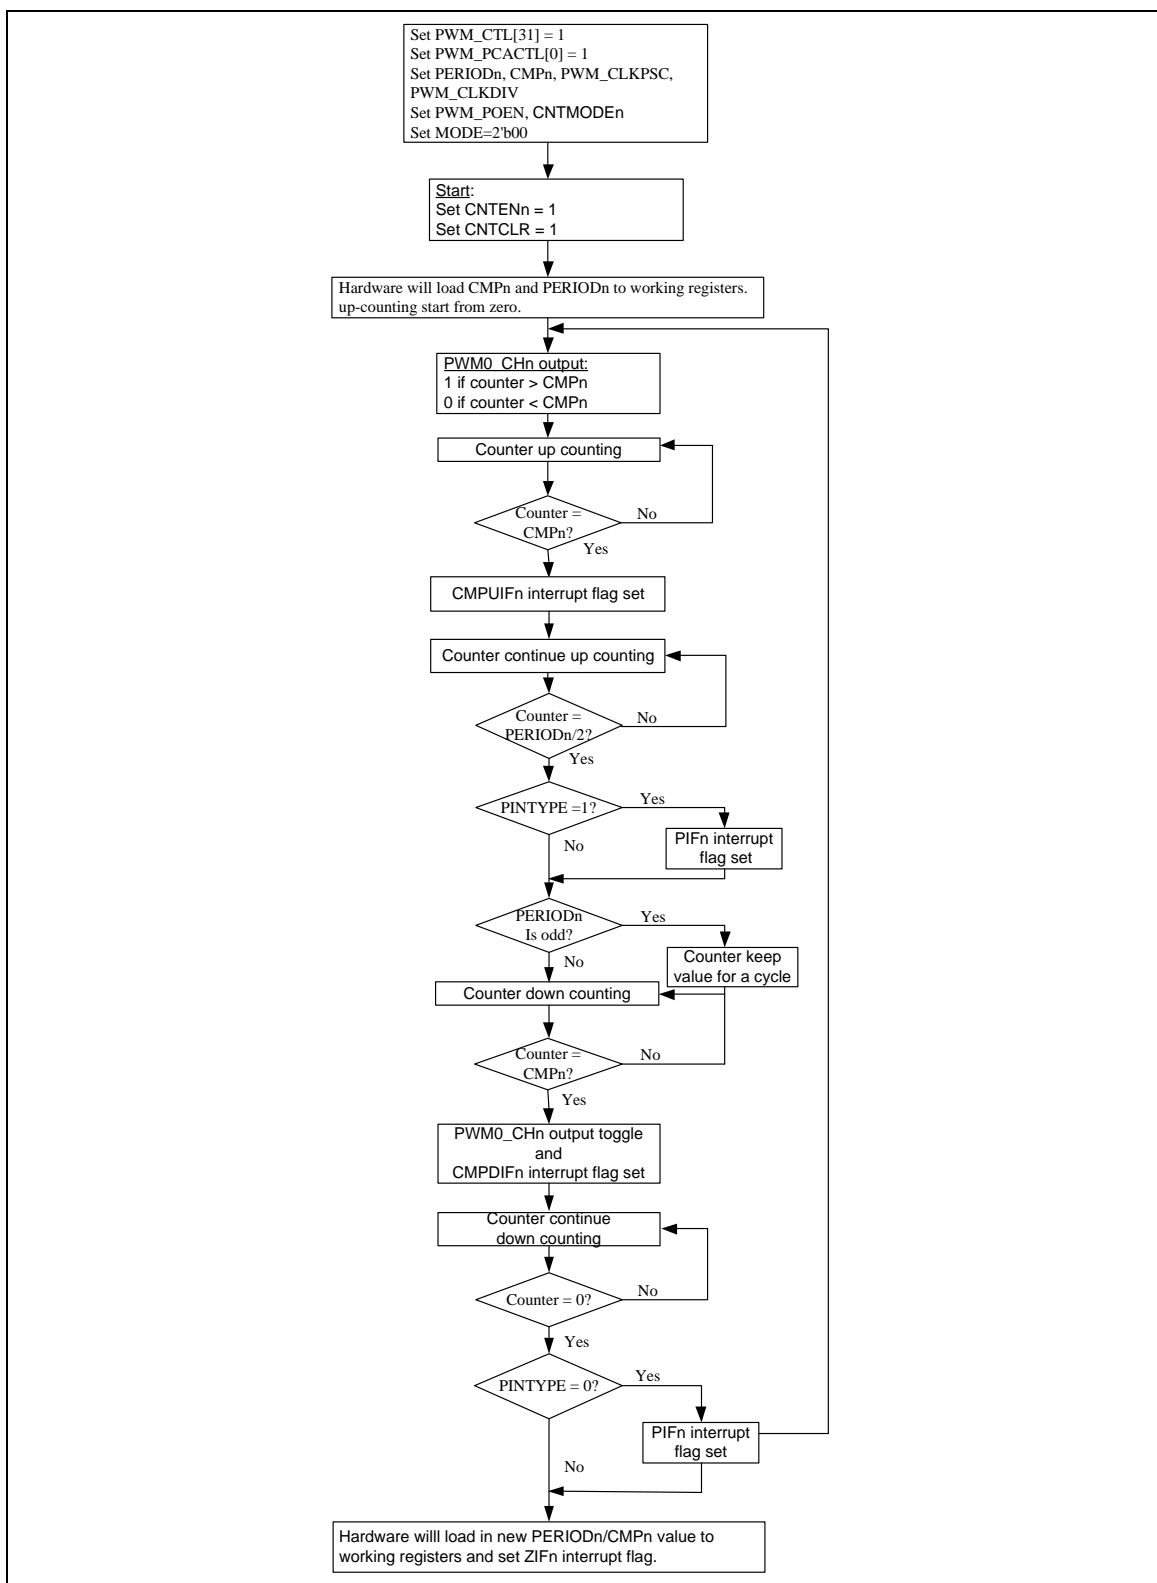 Set PWM_CTL[31] = 1
Set PWM_PCACTL[0] = 1
Set PERIODn, CMPn, PWM_CLKPSC,
PWM_CLKDIV
Set PWM_POEN, CNTMODEn
Set MODE=2'b00
Start:
Set CNTENn = 1
Set CNTCLR = 1
Hardware will load CMPn and PERIODn to working registers.
up-counting start from zero.
PWM0_CHn output:
1 if counter > CMPn
0 if counter < CMPn
Counter up counting
Counter =
CMPn?
No
Yes
CMPUIFn interrupt flag set
Counter continue up counting
Counter =
PERIODn/2?
No
Yes
PINTYPE =1?
Yes
PIFn interrupt
flag set
No
PERIODn
Is odd?
Yes
Counter keep
value for a cycle
No
Counter down counting
Counter =
CMPn?
No
Yes
PWM0_CHn output toggle
and
CMPDIFn interrupt flag set
Counter continue
down counting
Counter = 0?
No
Yes
PINTYPE = 0?
Yes
PIFn interrupt
flag set
No
Hardware willl load in new PERIODn/CMPn value to
working registers and set ZIFn interrupt flag.